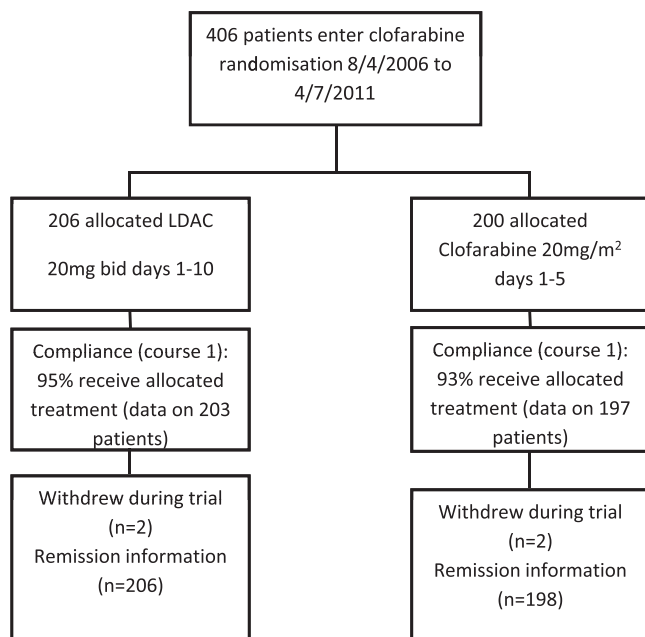 406 patients enter clofarabine
randomisation 8/4/2006 to
4/7/2011
206 allocated LDAC
20mg bid days 1-10
200 allocated
Clofarabine 20mg/m²
days 1-5
Compliance (course 1):
95% receive allocated
treatment (data on 203
patients)
Compliance (course 1):
93% receive allocated
treatment (data on 197
patients)
Withdrew during trial
(n=2)
Remission information
(n=206)
Withdrew during trial
(n=2)
Remission information
(n=198)